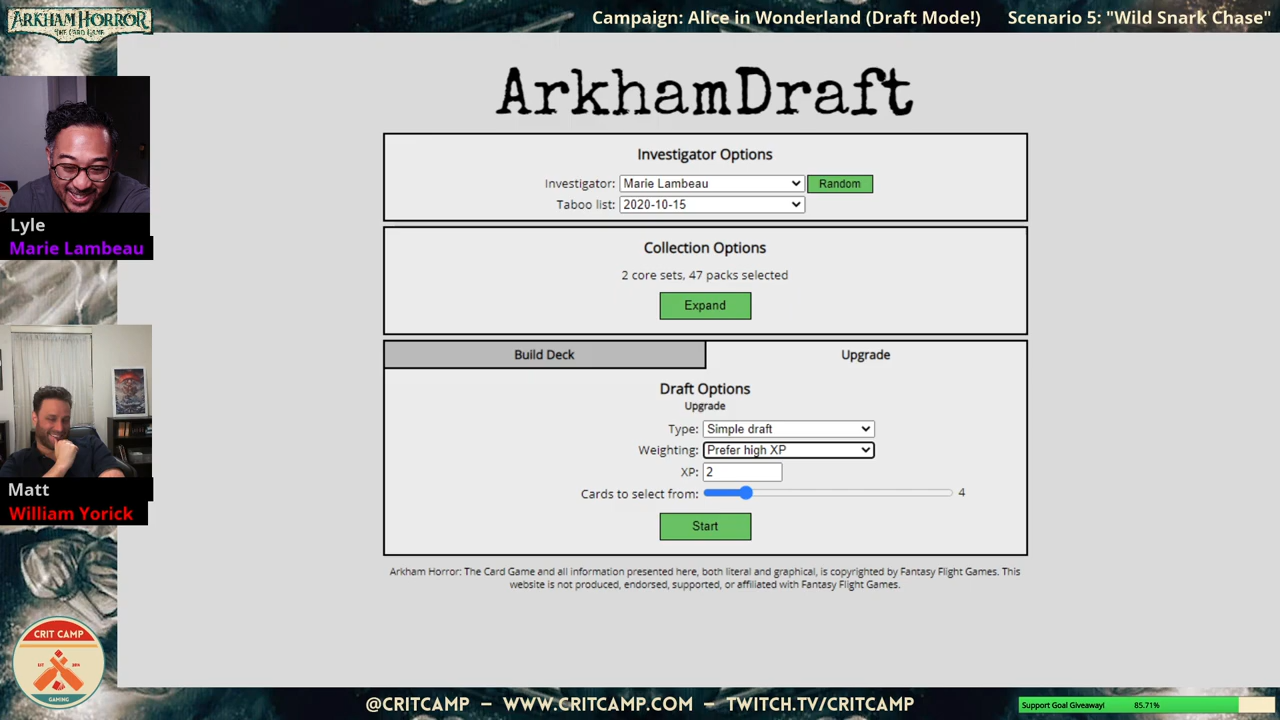 ARKHAM HORROR
THE CARD GAME
Campaign: Alice in Wonderland (Draft Mode!)
Scenario 5: "Wild Snark Chase"
ArkhamDraft
Investigator Options
Investigator: Marie Lambeau Random
Taboo list: 2020-10-15
Collection Options
2 core sets, 47 packs selected
Expand
Build Deck
Upgrade
Draft Options
Upgrade
Type: Simple draft
Weighting: Prefer high XP
XP: 2
Cards to select from: 4
Start
Arkham Horror: The Card Game and all information presented here, both literal and graphical, is copyrighted by Fantasy Flight Games. This
website is not produced, endorsed, supported, or affiliated with Fantasy Flight Games.
Lyle
Marie Lambeau
Matt
William Yorick
CRIT CAMP
GAMING
@CRITCAMP – WWW.CRITCAMP.COM – TWITCH.TV/CRITCAMP
Support Goal Giveaway! 85.71%